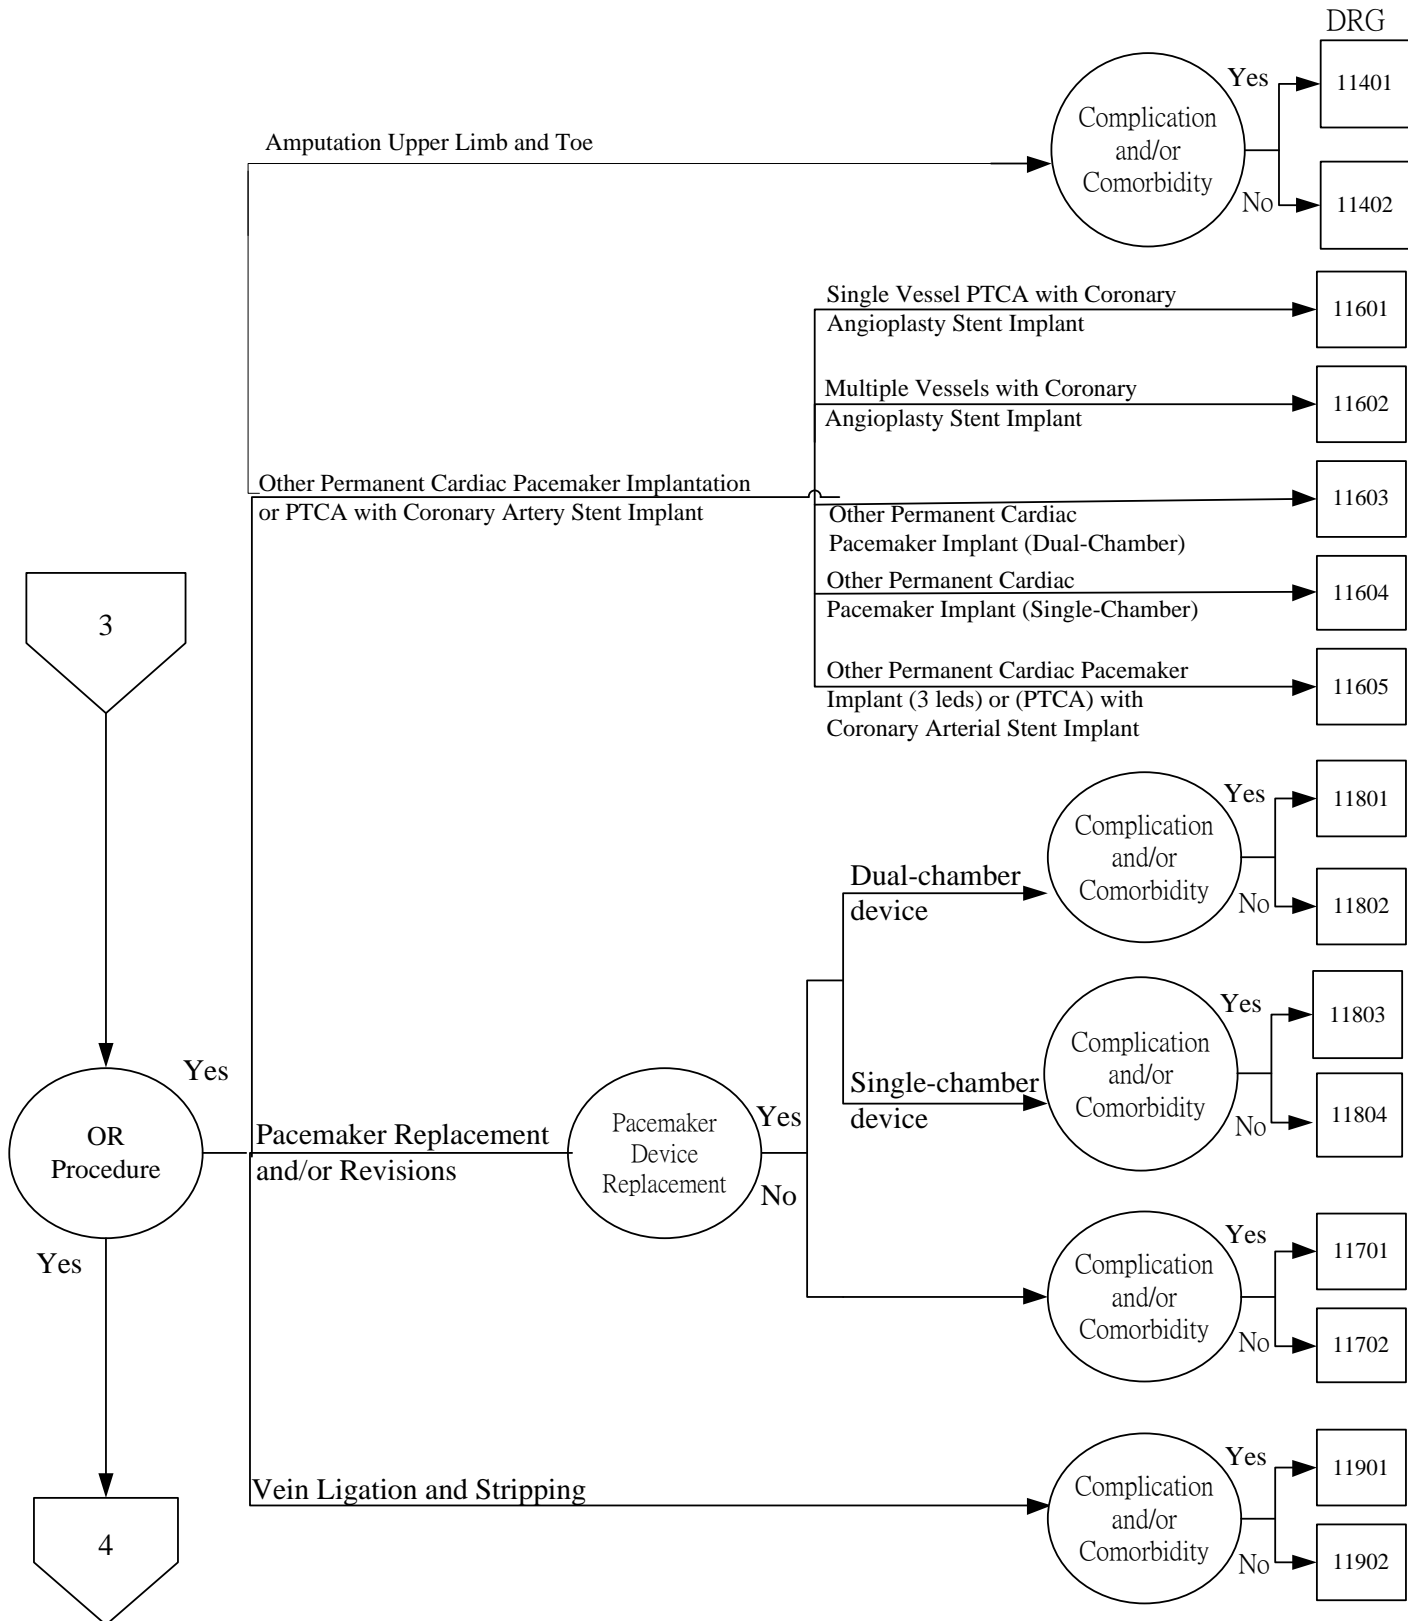 DRG
Yes
11401
Amputation Upper Limb and Toe
Complication
and/or
Comorbidity
No
11402
Single Vessel PTCA with Coronary
Angioplasty Stent Implant
11601
Multiple Vessels with Coronary
Angioplasty Stent Implant
11602
Other Permanent Cardiac Pacemaker Implantation
or PTCA with Coronary Artery Stent Implant
Other Permanent Cardiac
Pacemaker Implant (Dual-Chamber)
11603
Other Permanent Cardiac
Pacemaker Implant (Single-Chamber)
11604
3
Other Permanent Cardiac Pacemaker
Implant (3 leds) or (PTCA) with
Coronary Arterial Stent Implant
11605
Dual-chamber
device
Complication
and/or
Comorbidity
Yes
11801
No
11802
Single-chamber
device
Complication
and/or
Comorbidity
Yes
11803
No
11804
Yes
OR
Procedure
Yes
Pacemaker Replacement
and/or Revisions
Pacemaker
Device
Replacement
Yes
No
Complication
and/or
Comorbidity
Yes
11701
No
11702
Vein Ligation and Stripping
Complication
and/or
Comorbidity
Yes
11901
No
11902
4